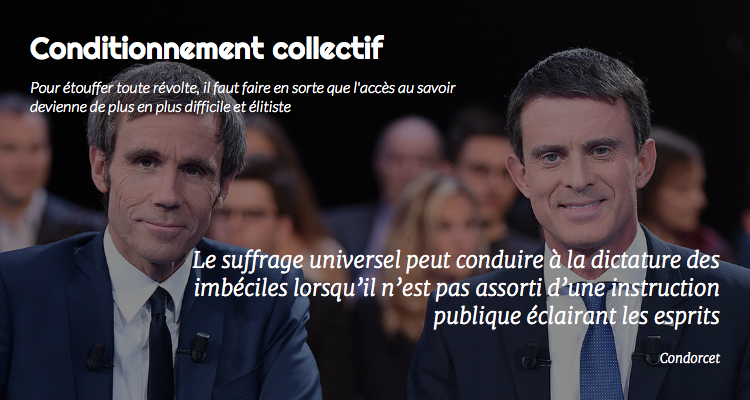 Conditionnement collectif
Pour étouffer toute révolte, il faut faire en sorte que l'accès au savoir
devienne de plus en plus difficile et élitiste
Le suffrage universel peut conduire à la dictature des
imbéciles lorsqu’il n’est pas assorti d’une instruction
publique éclairant les esprits
Condorcet